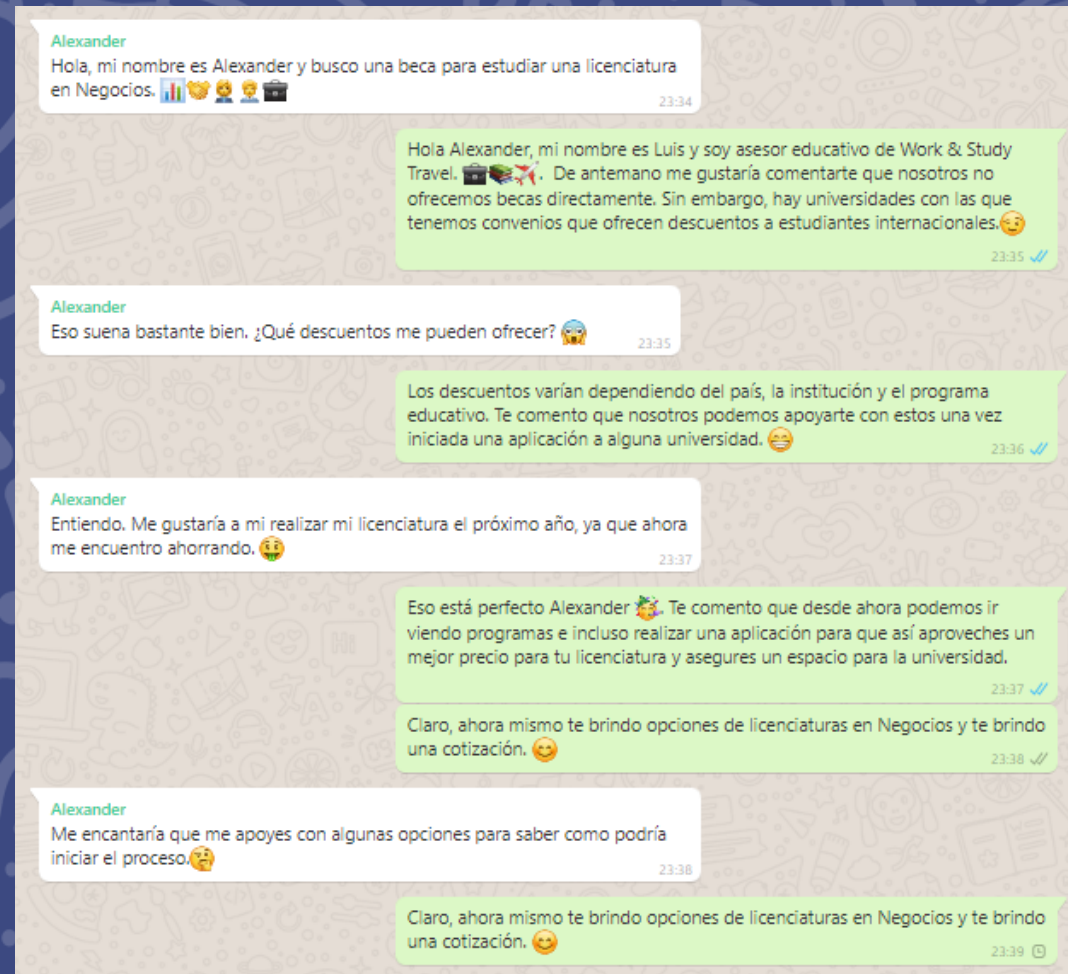 Alexander
Hola, mi nombre es Alexander y busco una beca para estudiar una licenciatura
en Negocios. 📊🤝👩‍💼👨‍💼💼
23:34
Hola Alexander, mi nombre es Luis y soy asesor educativo de Work & Study
Travel. 💼📚✈️. De antemano me gustaría comentarte que nosotros no
ofrecemos becas directamente. Sin embargo, hay universidades con las que
tenemos convenios que ofrecen descuentos a estudiantes internacionales.😉
23:35
Alexander
Eso suena bastante bien. ¿Qué descuentos me pueden ofrecer? 😱
23:35
Los descuentos varían dependiendo del país, la institución y el programa
educativo. Te comento que nosotros podemos apoyarte con estos una vez
iniciada una aplicación a alguna universidad. 😁
23:36
Alexander
Entiendo. Me gustaría a mi realizar mi licenciatura el próximo año, ya que ahora
me encuentro ahorrando. 🤑
23:37
Eso está perfecto Alexander 🥳. Te comento que desde ahora podemos ir
viendo programas e incluso realizar una aplicación para que así aproveches un
mejor precio para tu licenciatura y asegures un espacio para la universidad.
23:37
Claro, ahora mismo te brindo opciones de licenciaturas en Negocios y te brindo
una cotización. 😊
23:38
Alexander
Me encantaría que me apoyes con algunas opciones para saber como podría
iniciar el proceso.🤔
23:38
Claro, ahora mismo te brindo opciones de licenciaturas en Negocios y te brindo
una cotización. 😊
23:39